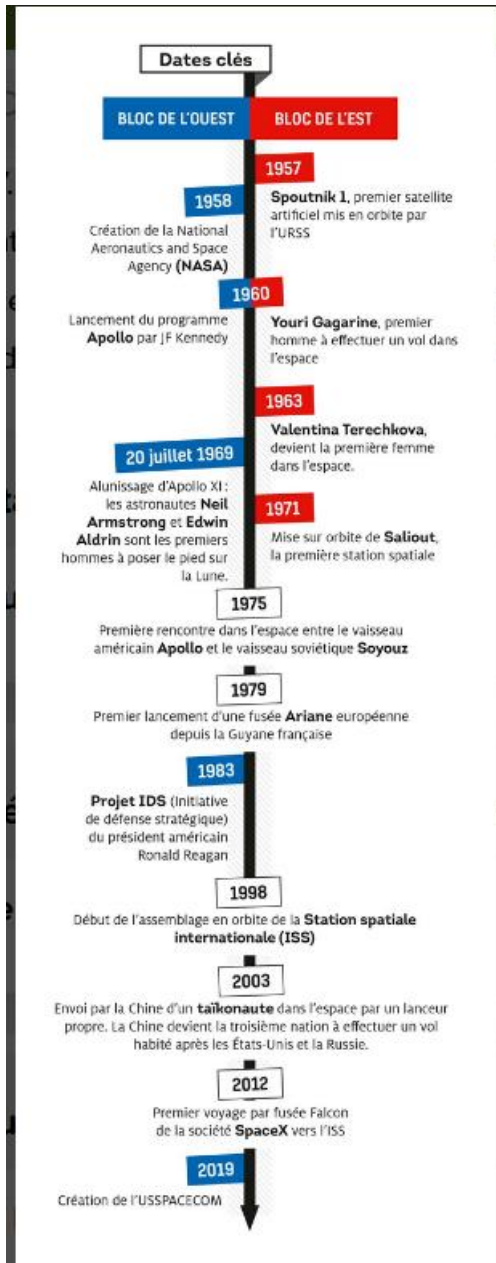 Dates clés
BLOC DE L'OUEST
BLOC DE L'EST
1957
Spoutnik 1, premier satellite
artificiel mis en orbite par
l'URSS
1958
Création de la National
Aeronautics and Space
Agency (NASA)
1960
Lancement du programme
Apollo par JF Kennedy
Youri Gagarine, premier
homme à effectuer un vol dans
l'espace
1963
Valentina Terechkova,
devient la première femme
dans l'espace.
20 juillet 1969
Alunissage d'Apollo XI :
les astronautes Neil
Armstrong et Edwin
Aldrin sont les premiers
hommes à poser le pied sur
la Lune.
1971
Mise sur orbite de Saliout,
la première station spatiale
1975
Première rencontre dans l'espace entre le vaisseau
américain Apollo et le vaisseau soviétique Soyouz
1979
Premier lancement d'une fusée Ariane européenne
depuis la Guyane française
1983
Projet IDS (Initiative
de défense stratégique)
du président américain
Ronald Reagan
1998
Début de l'assemblage en orbite de la Station spatiale
internationale (ISS)
2003
Envoi par la Chine d'un taïkonaute dans l'espace par un lanceur
propre. La Chine devient la troisième nation à effectuer un vol
habité après les États-Unis et la Russie.
2012
Premier voyage par fusée Falcon
de la société SpaceX vers l'ISS
2019
Création de l'USSPACECOM